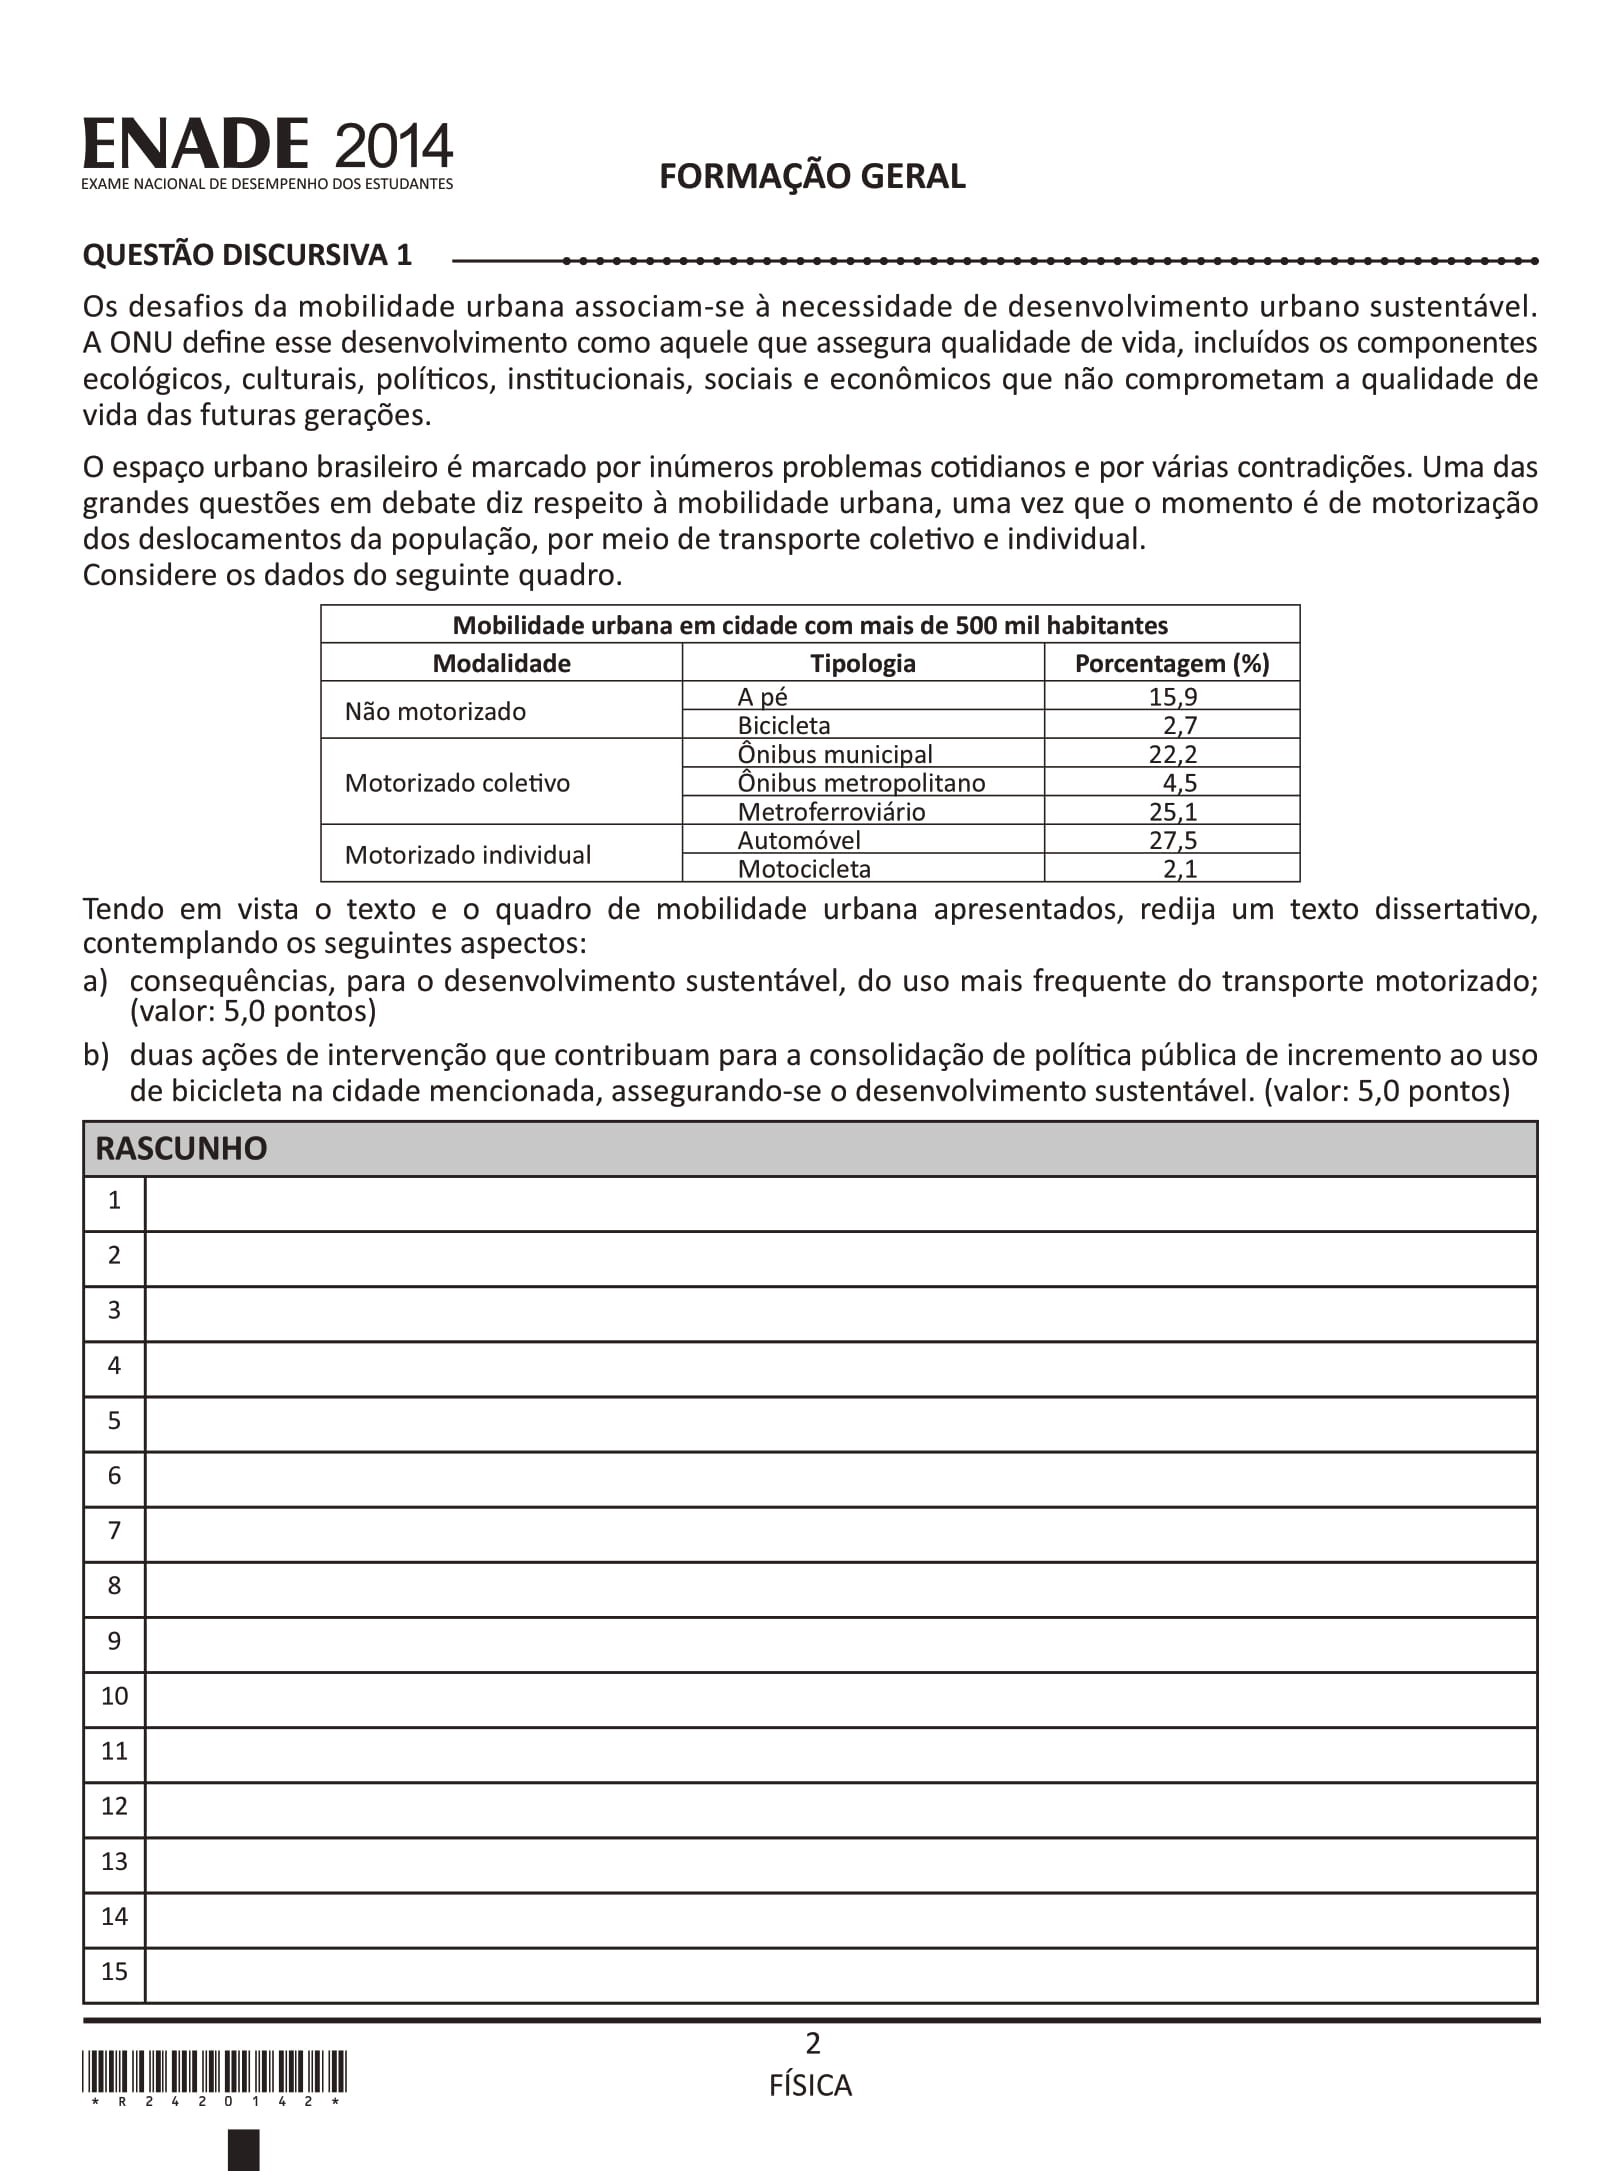 ENADE 2014
EXAME NACIONAL DE DESEMPENHO DOS ESTUDANTES
FORMAÇÃO GERAL
QUESTÃO DISCURSIVA 1
Os desafios da mobilidade urbana associam-se à necessidade de desenvolvimento urbano sustentável.
A ONU define esse desenvolvimento como aquele que assegura qualidade de vida, incluídos os componentes
ecológicos, culturais, políticos, institucionais, sociais e econômicos que não comprometam a qualidade de
vida das futuras gerações.
O espaço urbano brasileiro é marcado por inúmeros problemas cotidianos e por várias contradições. Uma das
grandes questões em debate diz respeito à mobilidade urbana, uma vez que o momento é de motorização
dos deslocamentos da população, por meio de transporte coletivo e individual.
Considere os dados do seguinte quadro.
Mobilidade urbana em cidade com mais de 500 mil habitantes
Modalidade Tipologia Porcentagem (%)
Não motorizado
A pé 15,9
Bicicleta 2,7
Motorizado coletivo
Ônibus municipal 22,2
Ônibus metropolitano 4,5
Metroferroviário 25,1
Motorizado individual
Automóvel 27,5
Motocicleta 2,1
Tendo em vista o texto e o quadro de mobilidade urbana apresentados, redija um texto dissertativo,
contemplando os seguintes aspectos:
a) consequências, para o desenvolvimento sustentável, do uso mais frequente do transporte motorizado;
(valor: 5,0 pontos)
b) duas ações de intervenção que contribuam para a consolidação de política pública de incremento ao uso
de bicicleta na cidade mencionada, assegurando-se o desenvolvimento sustentável. (valor: 5,0 pontos)
RASCUNHO
1
2
3
4
5
6
7
8
9
10
11
12
13
14
15
2
FÍSICA
* R 2 4 2 0 1 4 2 *